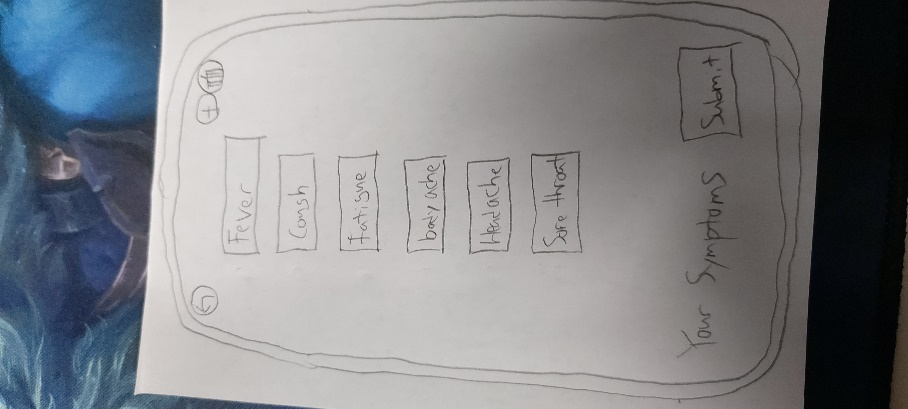 Fever
Cough
Fatigue
body ache
Headache
Sore throat
Your Symptoms
Submit